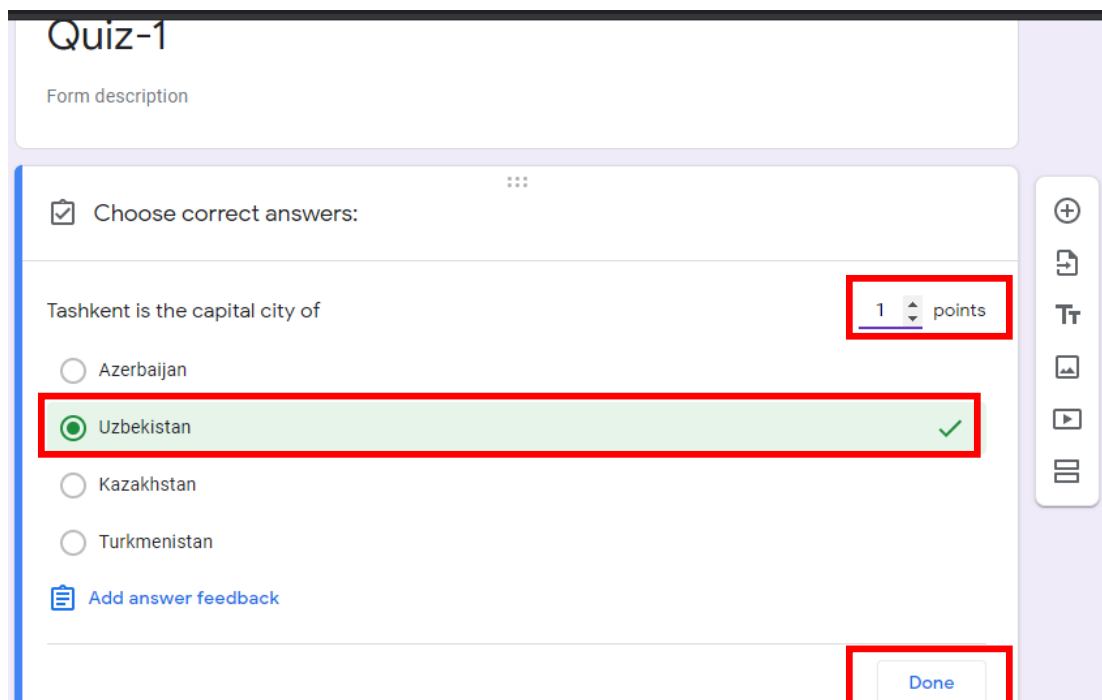 Quiz-1
Form description
Choose correct answers:
Tashkent is the capital city of
1 points
Azerbaijan
Uzbekistan
Kazakhstan
Turkmenistan
Add answer feedback
Done